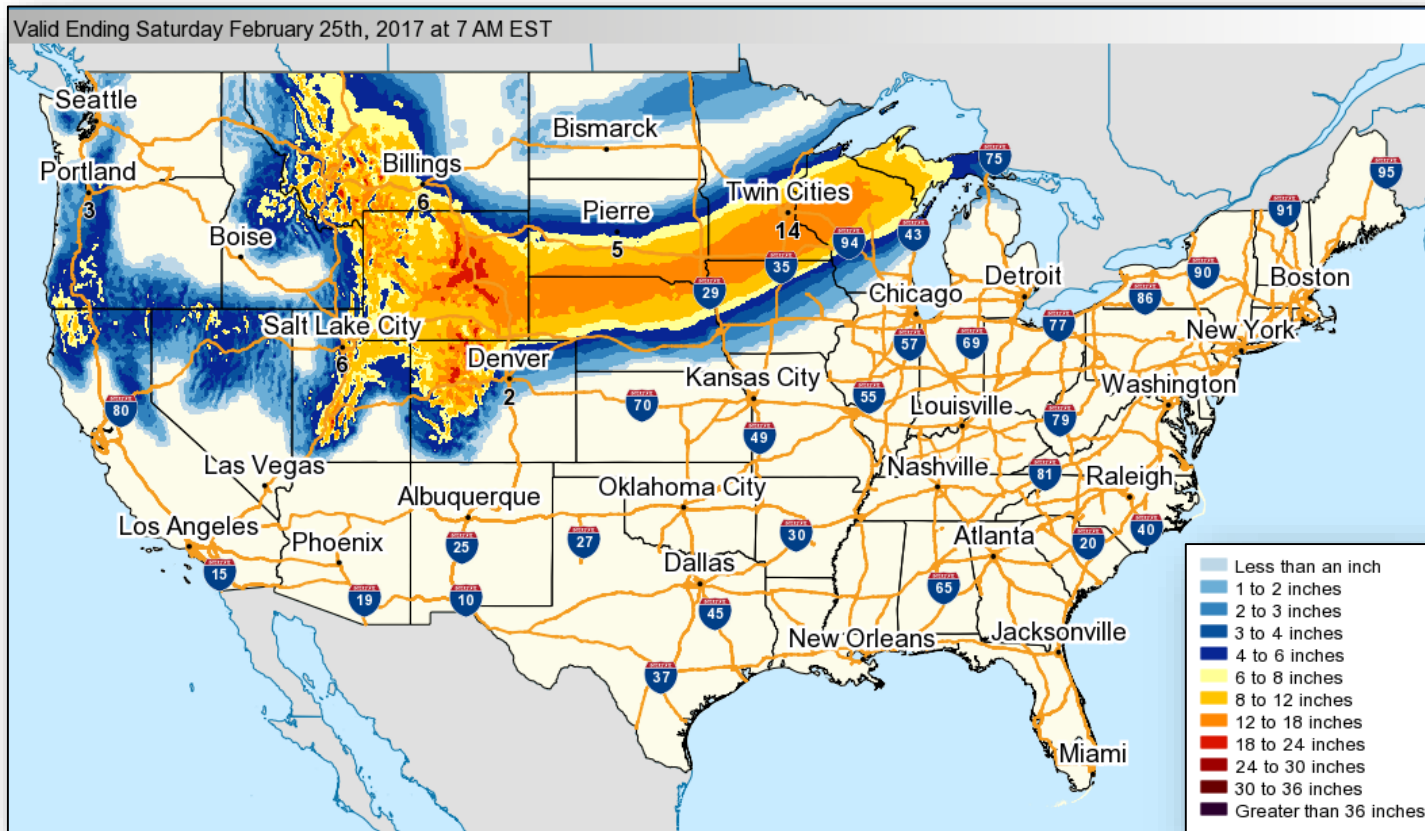 Valid Ending Saturday February 25th, 2017 at 7 AM EST
Seattle
Bismarck
75
Billings
95
Portland
Twin Cities
6
3
Pierre
91
14
43
Boise
5
94
35
90
Detroit
Boston
29
Chicago
86
Salt Lake City
77
New York
57
69
6
Denver
Kansas City
Washington
2
80
70
55
Louisville
79
49
Las Vegas
Nashville
81
Raleigh
Albuquerque
Oklahoma City
Los Angeles
40
Phoenix
30
Atlanta
25
27
20
Dallas
15
65
19
10
45
New Orleans
Jacksonville
37
Miami
Less than an inch
1 to 2 inches
2 to 3 inches
3 to 4 inches
4 to 6 inches
6 to 8 inches
8 to 12 inches
12 to 18 inches
18 to 24 inches
24 to 30 inches
30 to 36 inches
Greater than 36 inches